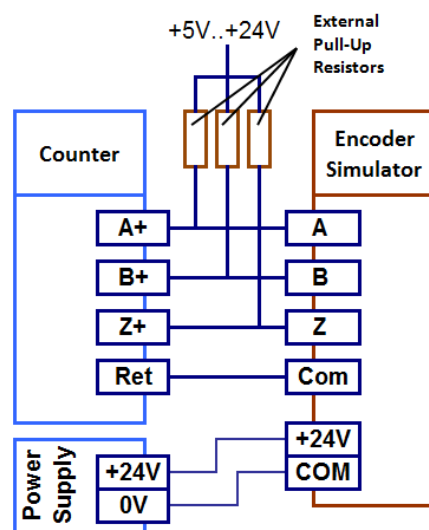 External
+5V..+24V
Pull-Up
Resistors
Counter
Encoder
Simulator
A+
A
B+
B
Z+
Z
Ret
Com
Power
Supply
+24V
0V
+24V
COM